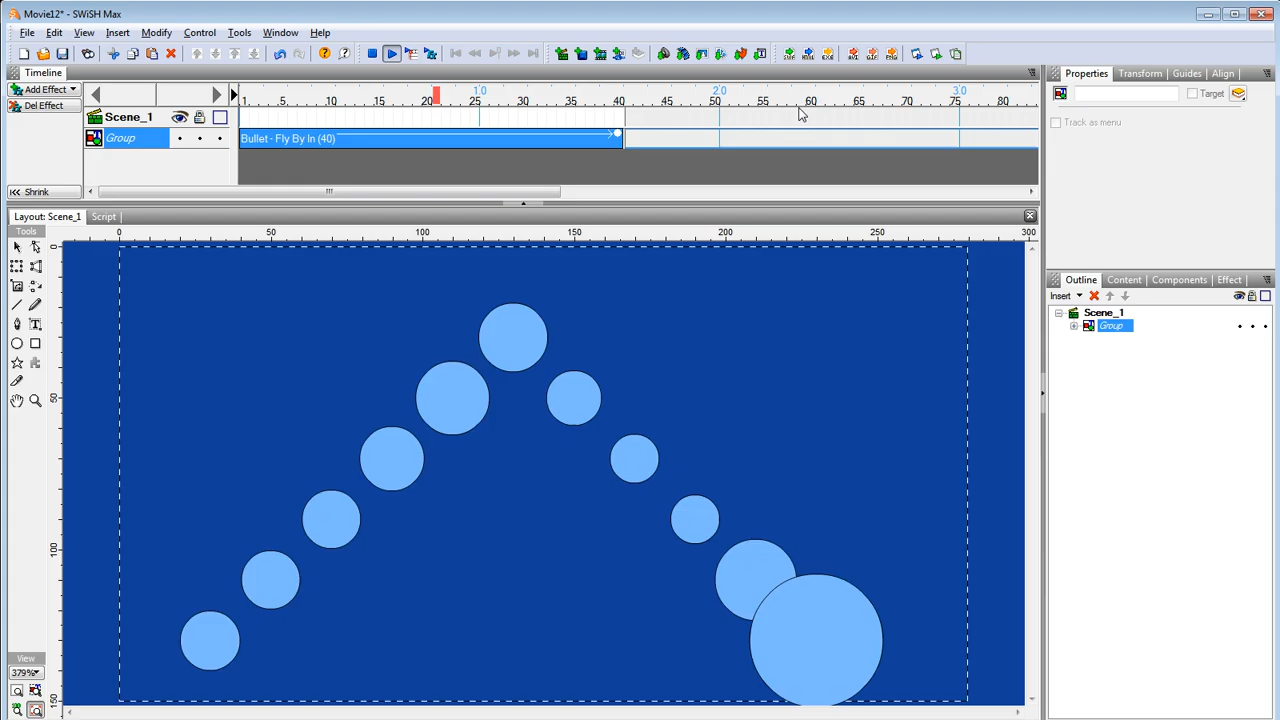 Movie12* - SWiSH Max
File Edit View Insert Modify Control Tools Window Help
Timeline
Add Effect
Del Effect
Shrink
1 5 10 15 20 25 30 35 40 45 50 55 60 65 70 75 80
1.0 2.0 3.0
Scene_1
Group
Bullet - Fly By In (40)
Layout: Scene_1 Script
Tools
0 50 100 150 200 250 300
0
50
100
150
View
379%
Properties Transform Guides Align
Target
Track as menu
Outline Content Components Effect
Insert
Scene_1
Group